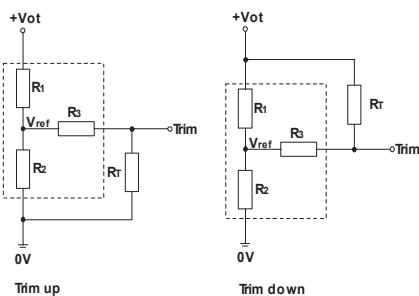 +Vot
R1
Vref
R3
Trim
R2
RT
0V
Trim up
+Vot
R1
RT
Vref
R3
Trim
R2
0V
Trim down